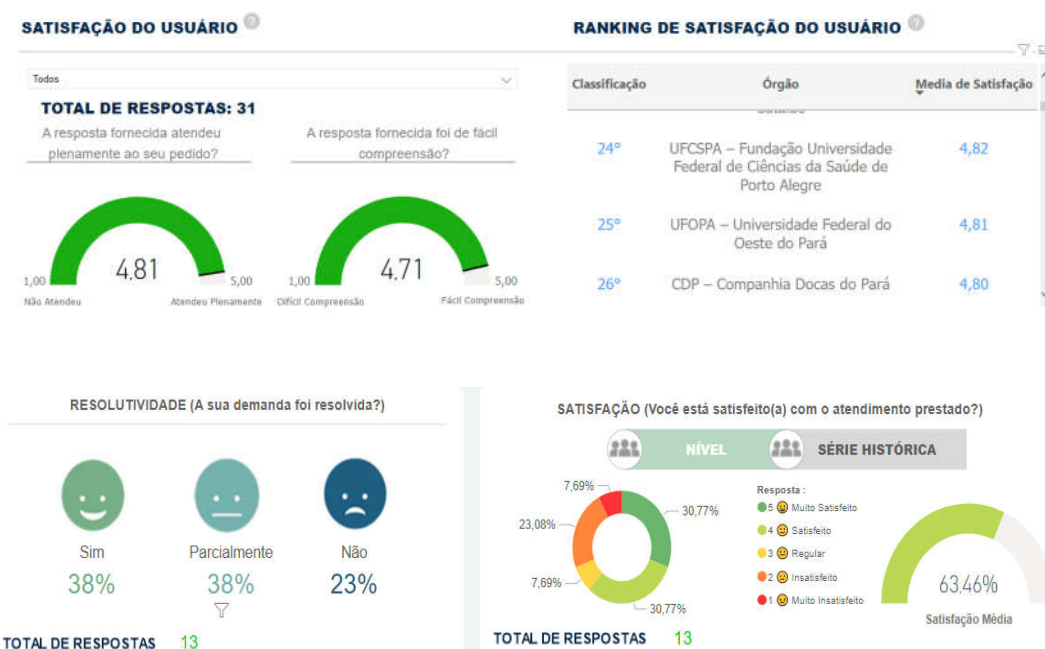 SATISFAÇÃO DO USUÁRIO ?
Todos
TOTAL DE RESPOSTAS: 31
A resposta fornecida atendeu
plenamente ao seu pedido?
A resposta fornecida foi de fácil
compreensão?
4,81
1,00
5,00
Não Atendeu
Atendeu Plenamente
4,71
1,00
5,00
Difícil Compreensão
Fácil Compreensão
RANKING DE SATISFAÇÃO DO USUÁRIO ?
Classificação Órgão Media de Satisfação
24° UFCSPA – Fundação Universidade 4,82
Federal de Ciências da Saúde de
Porto Alegre
25° UFOPA – Universidade Federal do 4,81
Oeste do Pará
26° CDP – Companhia Docas do Pará 4,80
RESOLUTIVIDADE (A sua demanda foi resolvida?)
Sim Parcialmente Não
38% 38% 23%
TOTAL DE RESPOSTAS 13
SATISFAÇÃO (Você está satisfeito(a) com o atendimento prestado?)
NÍVEL SÉRIE HISTÓRICA
7,69%
30,77%
23,08%
7,69%
30,77%
Resposta :
5 Muito Satisfeito
4 Satisfeito
3 Regular
2 Insatisfeito
1 Muito Insatisfeito
63.46%
Satisfação Média
TOTAL DE RESPOSTAS 13